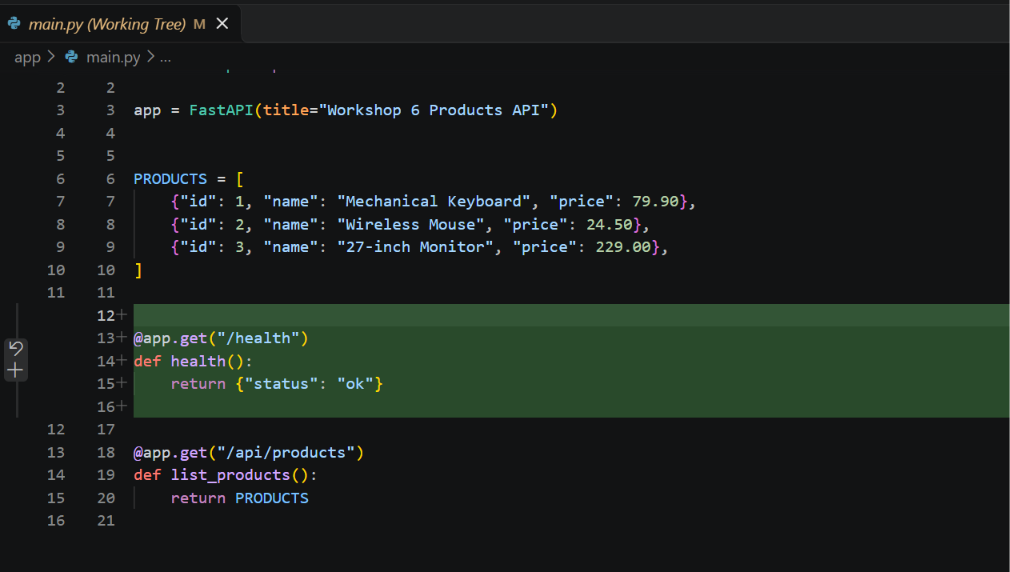 main.py (Working Tree) M
app > main.py > ...
2 2
3 3 app = FastAPI(title="Workshop 6 Products API")
4 4
5 5
6 6 PRODUCTS = [
7 7 {"id": 1, "name": "Mechanical Keyboard", "price": 79.90},
8 8 {"id": 2, "name": "Wireless Mouse", "price": 24.50},
9 9 {"id": 3, "name": "27-inch Monitor", "price": 229.00},
10 10 ]
11 11
12+
13+ @app.get("/health")
14+ def health():
15+ return {"status": "ok"}
16+
12 17
13 18 @app.get("/api/products")
14 19 def list_products():
15 20 return PRODUCTS
16 21